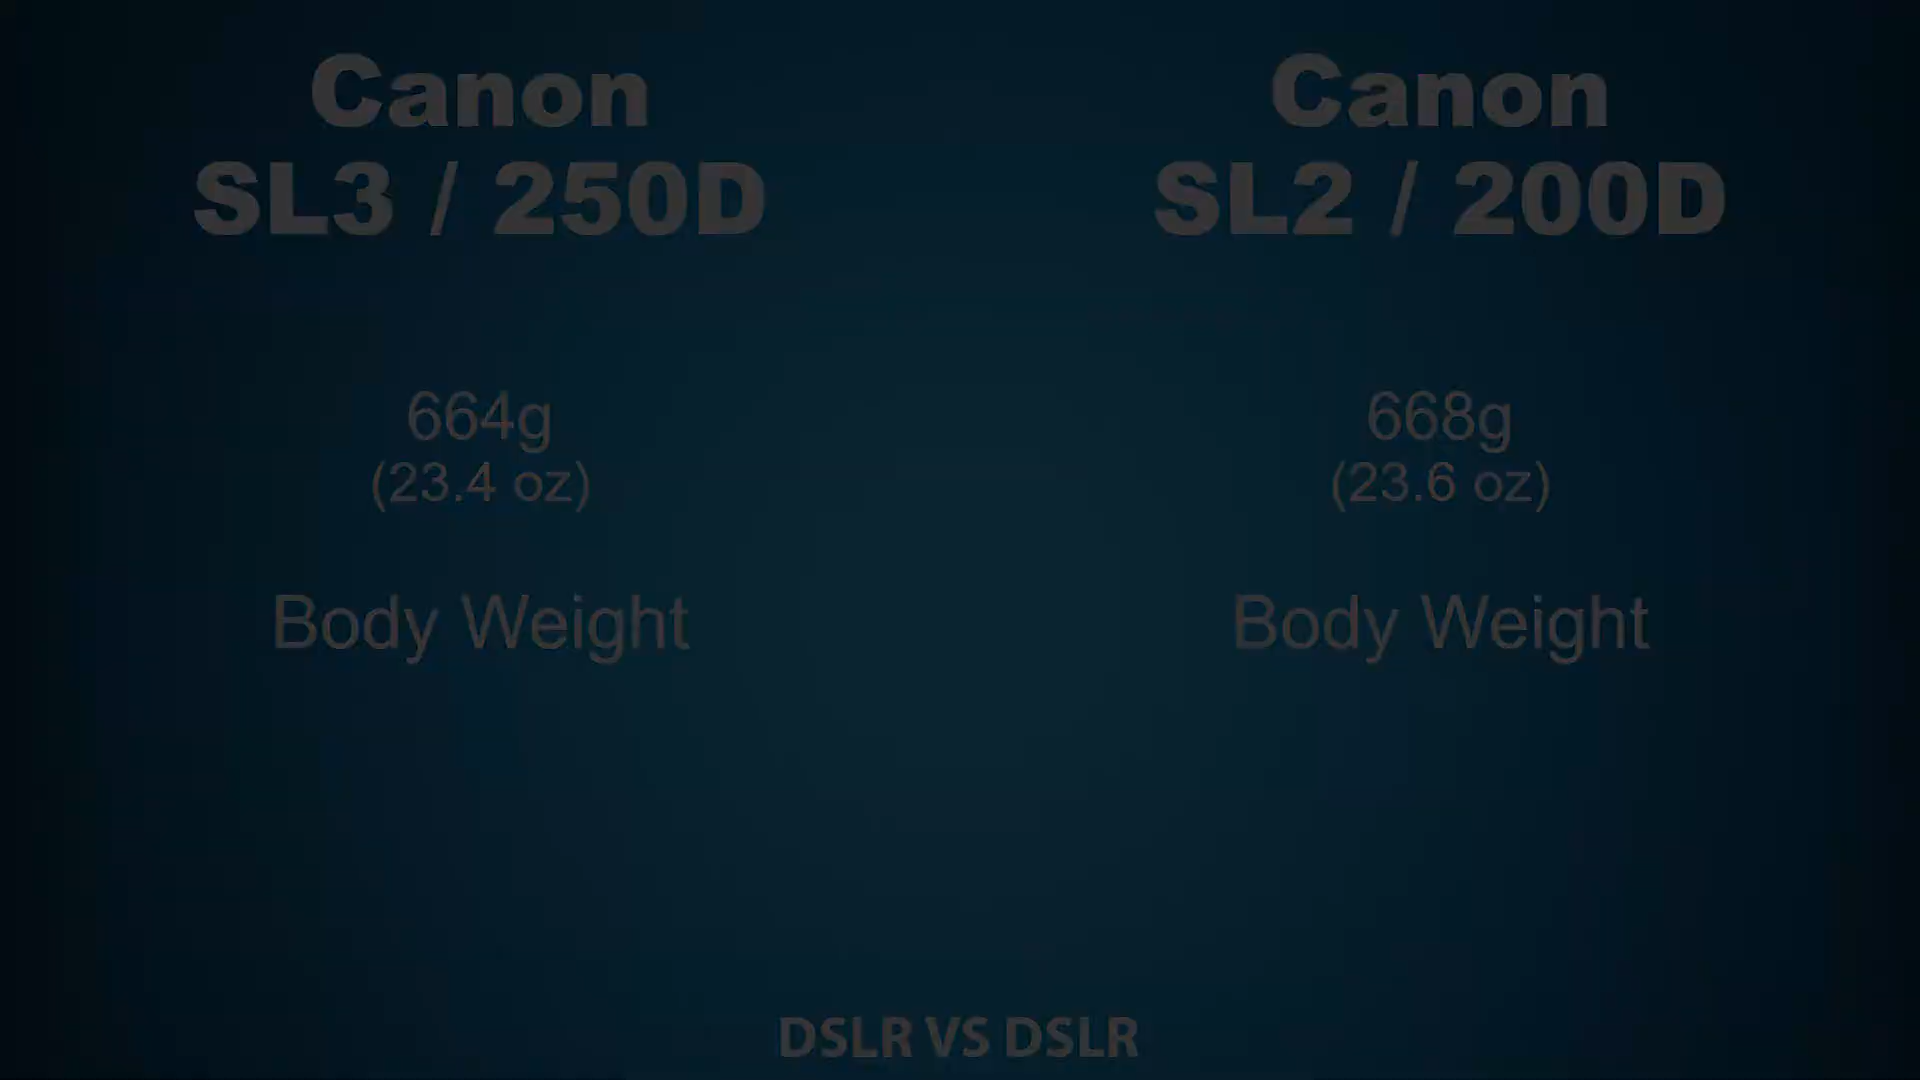 Canon
SL3 / 250D
664g
(23.4 oz)
Body Weight
Canon
SL2 / 200D
668g
(23.6 oz)
Body Weight
DSLR VS DSLR